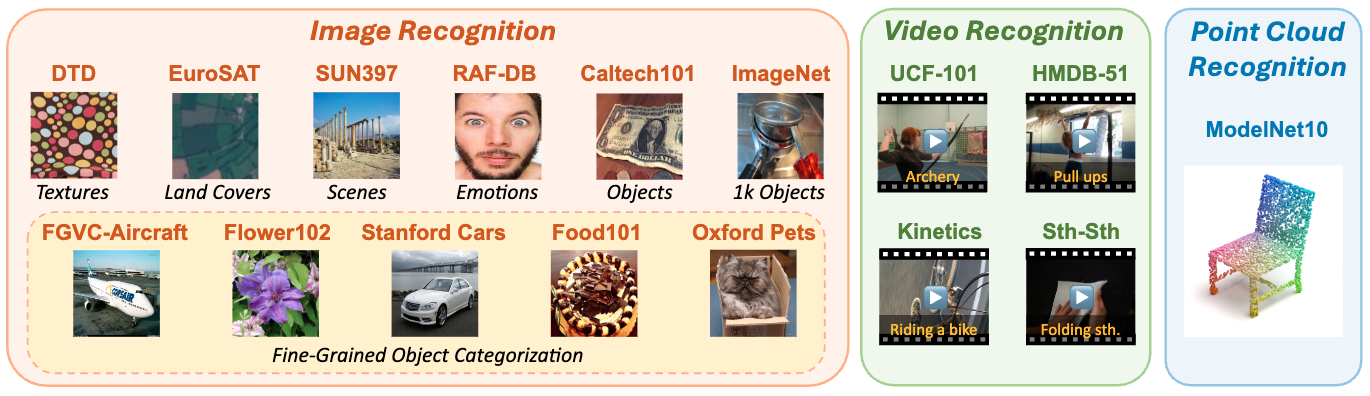 Image Recognition
DTD
EuroSAT
SUN397
RAF-DB
Caltech101
ImageNet
Textures
Land Covers
Scenes
Emotions
Objects
1k Objects
FGVC-Aircraft
Flower102
Stanford Cars
Food101
Oxford Pets
CORSAIR
Fine-Grained Object Categorization
Video Recognition
UCF-101
HMDB-51
Archery
Pull ups
Kinetics
Sth-Sth
Riding a bike
Folding sth.
Point Cloud
Recognition
ModelNet10